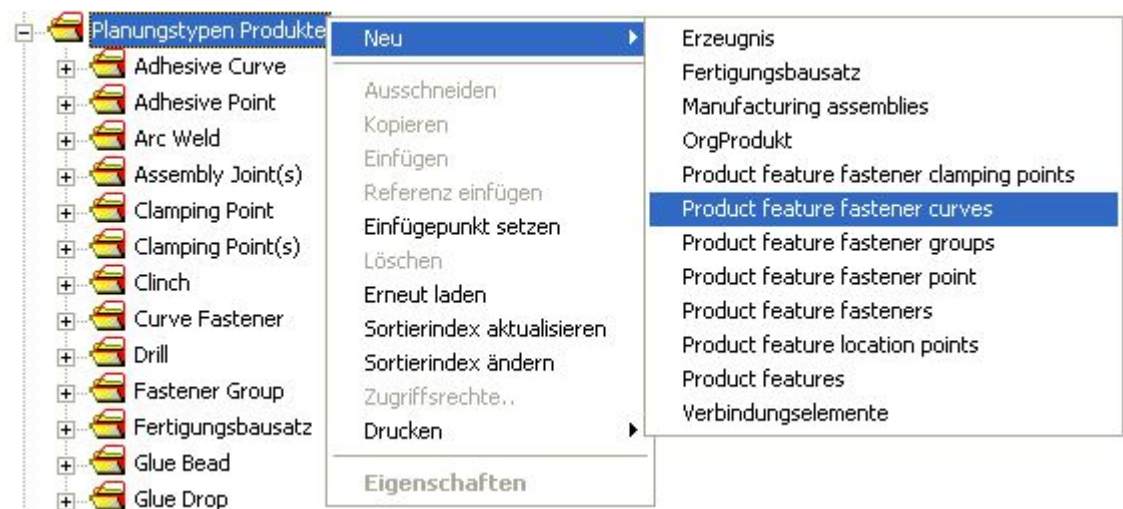 Planungstypen Produkte
Adhesive Curve
Adhesive Point
Arc Weld
Assembly Joint(s)
Clamping Point
Clamping Point(s)
Clinch
Curve Fastener
Drill
Fastener Group
Fertigungsbausatz
Glue Bead
Glue Drop
Neu
Ausschneiden
Kopieren
Einfügen
Referenz einfügen
Einfügepunkt setzen
Löschen
Erneut laden
Sortierindex aktualisieren
Sortierindex ändern
Zugriffsrechte..
Drucken
Eigenschaften
Erzeugnis
Fertigungsbausatz
Manufacturing assemblies
OrgProdukt
Product feature fastener clamping points
Product feature fastener curves
Product feature fastener groups
Product feature fastener point
Product feature fasteners
Product feature location points
Product features
Verbindungselemente